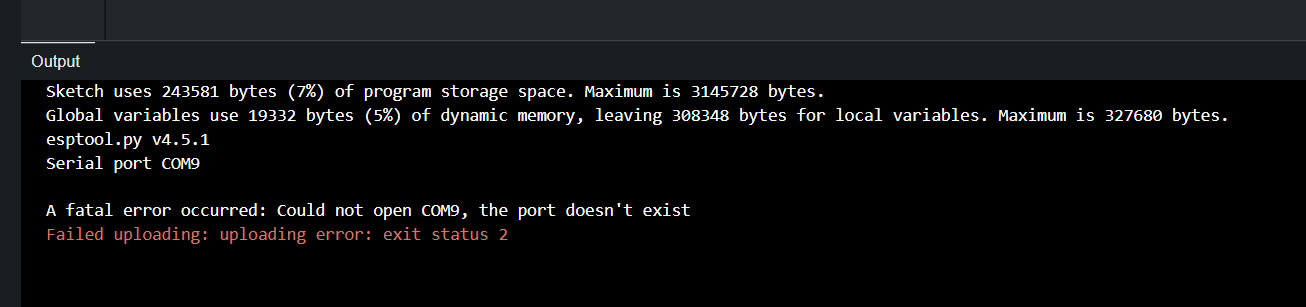 Output
Sketch uses 243581 bytes (7%) of program storage space. Maximum is 3145728 bytes.
Global variables use 19332 bytes (5%) of dynamic memory, leaving 308348 bytes for local variables. Maximum is 327680 bytes.
esptool.py v4.5.1
Serial port COM9
A fatal error occurred: Could not open COM9, the port doesn't exist
Failed uploading: uploading error: exit status 2